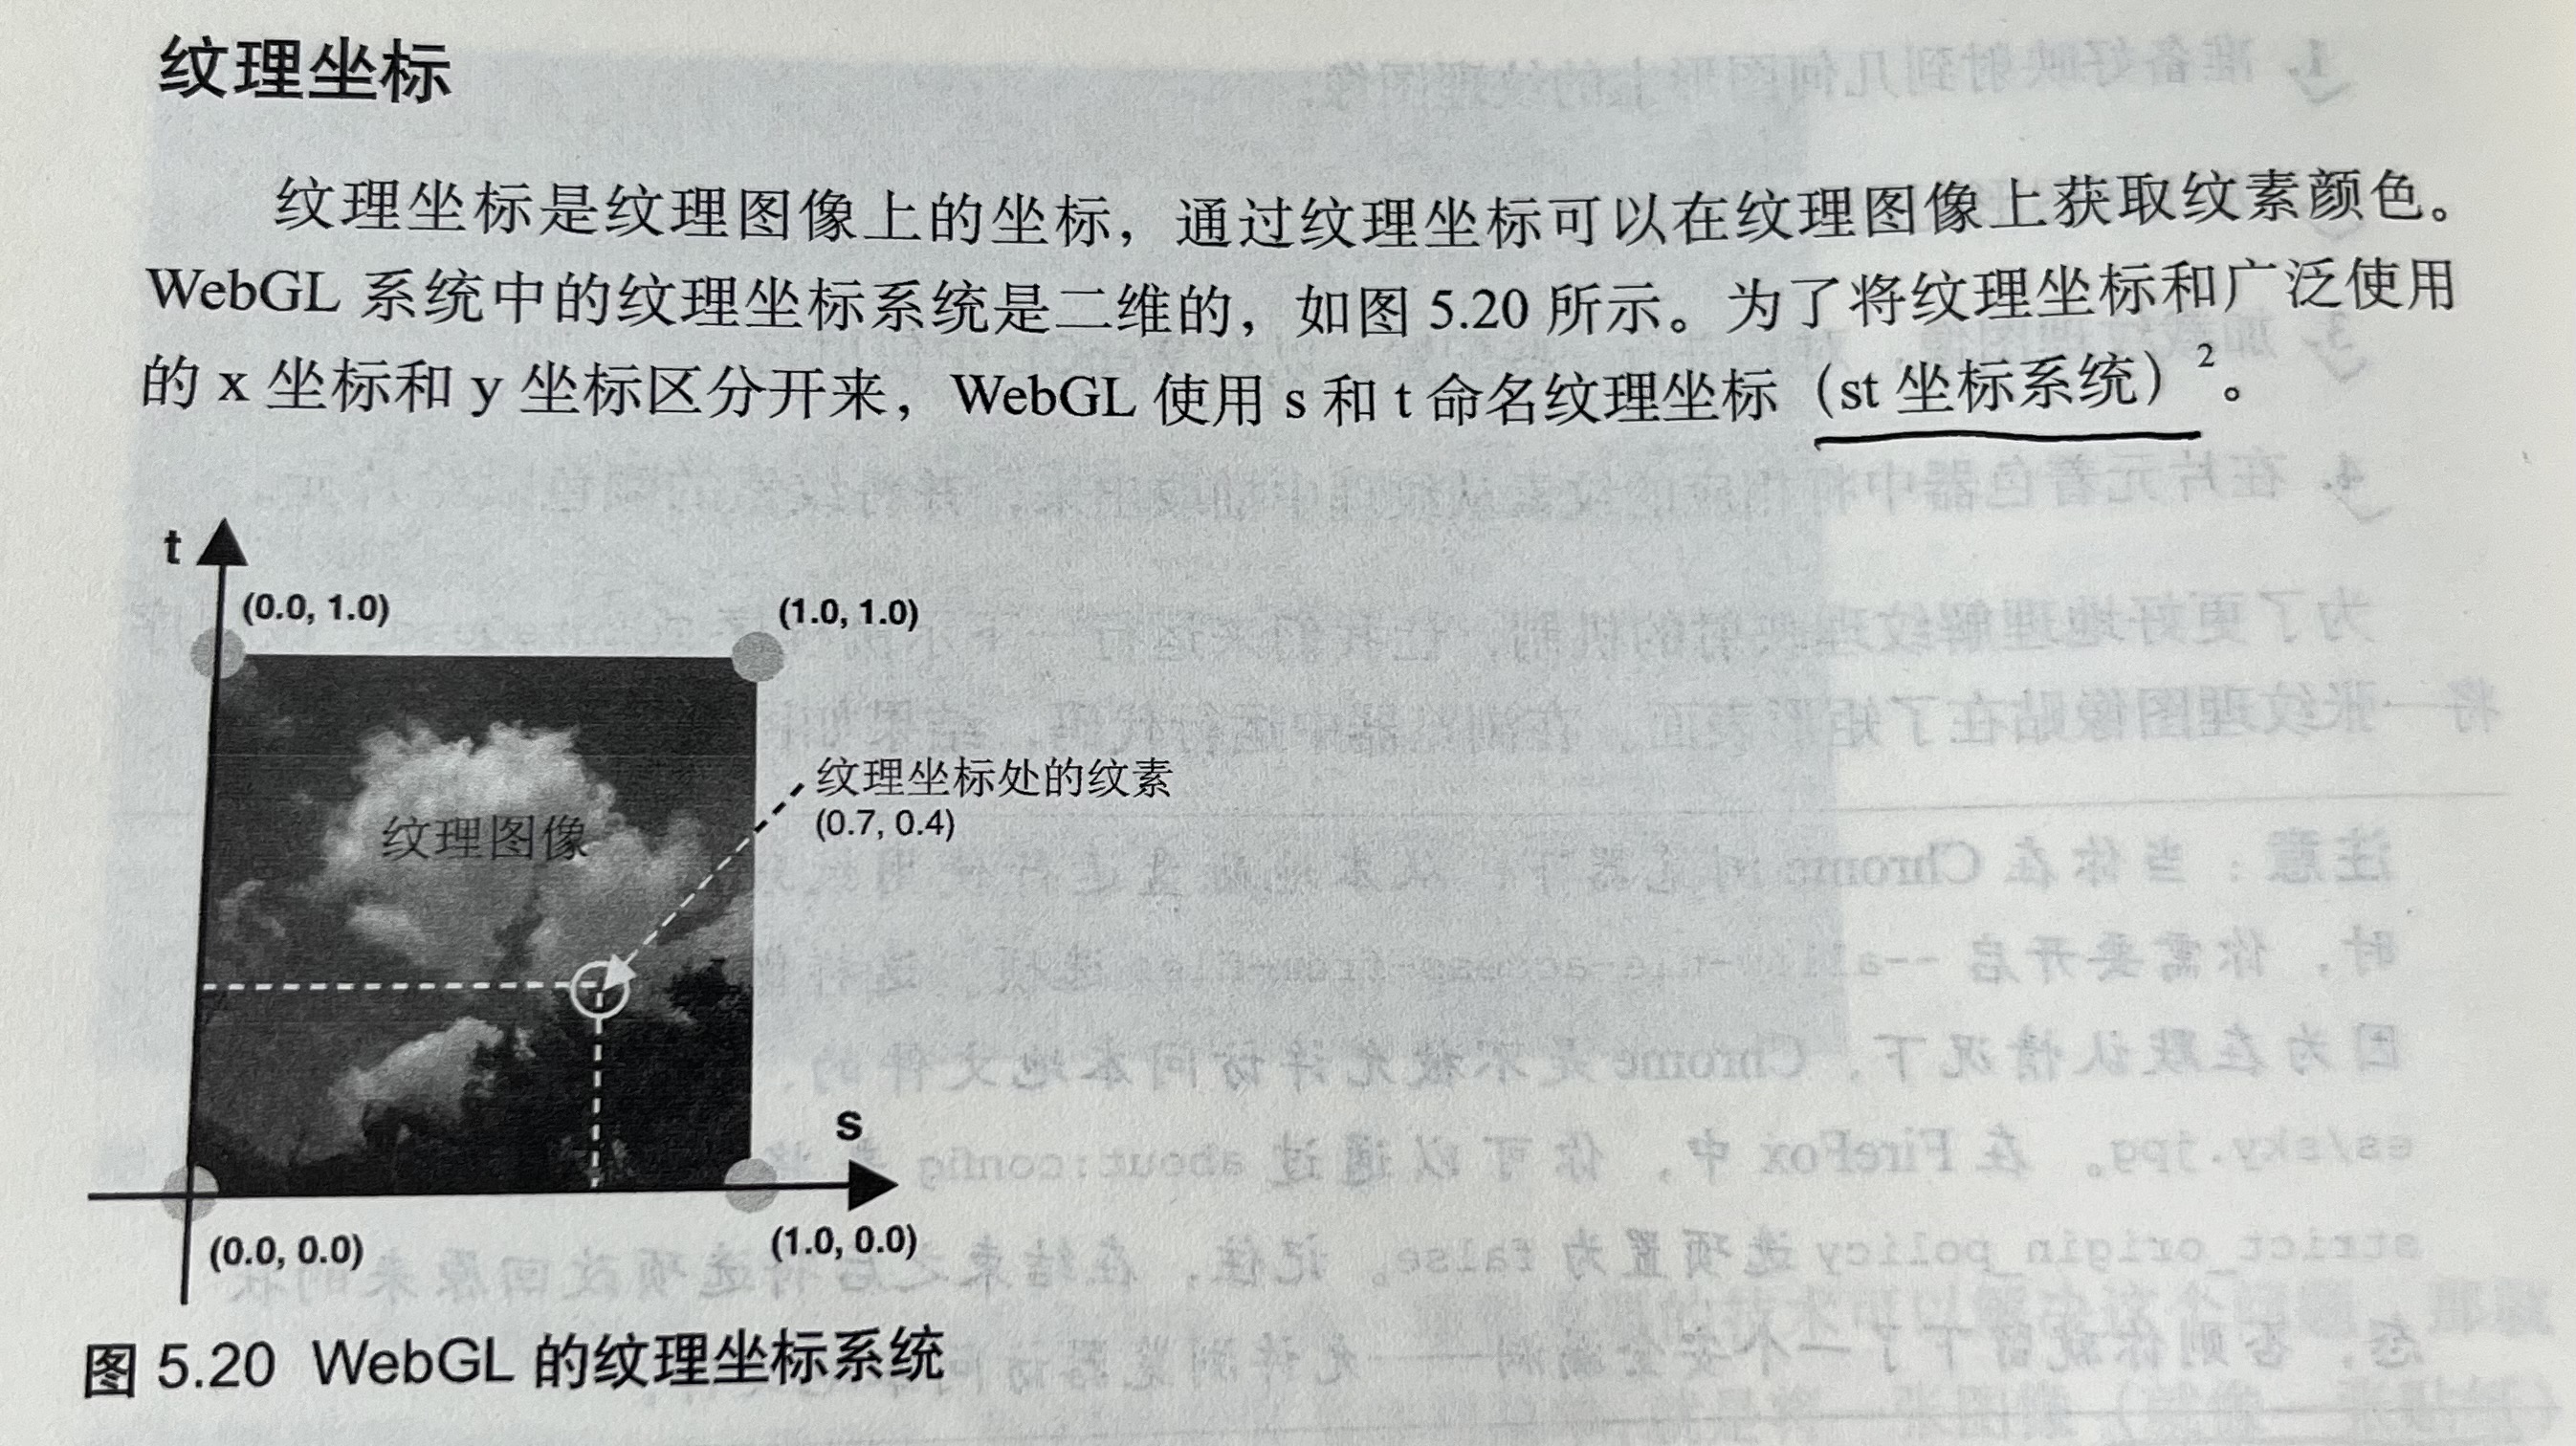 纹理坐标
纹理坐标是纹理图像上的坐标，通过纹理坐标可以在纹理图像上获取纹素颜色。
WebGL 系统中的纹理坐标系统是二维的，如图 5.20 所示。为了将纹理坐标和广泛使用
的 x 坐标和 y 坐标区分开来，WebGL 使用 s 和 t 命名纹理坐标（st 坐标系统）²。
t
(0.0, 1.0)
(1.0, 1.0)
纹理坐标处的纹素
(0.7, 0.4)
纹理图像
s
(0.0, 0.0)
(1.0, 0.0)
图 5.20 WebGL 的纹理坐标系统